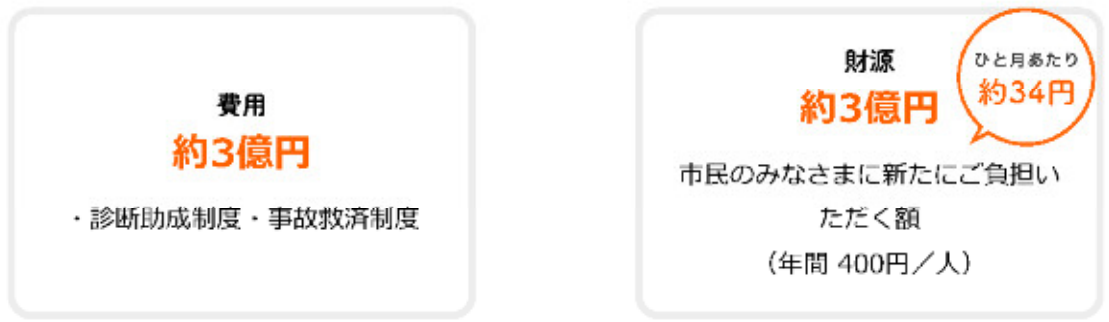 費用
約3億円
・診断助成制度・事故救済制度
財源
約3億円
ひと月あたり
約34円
市民のみなさまに新たにご負担い
ただく額
（年間 400円／人）